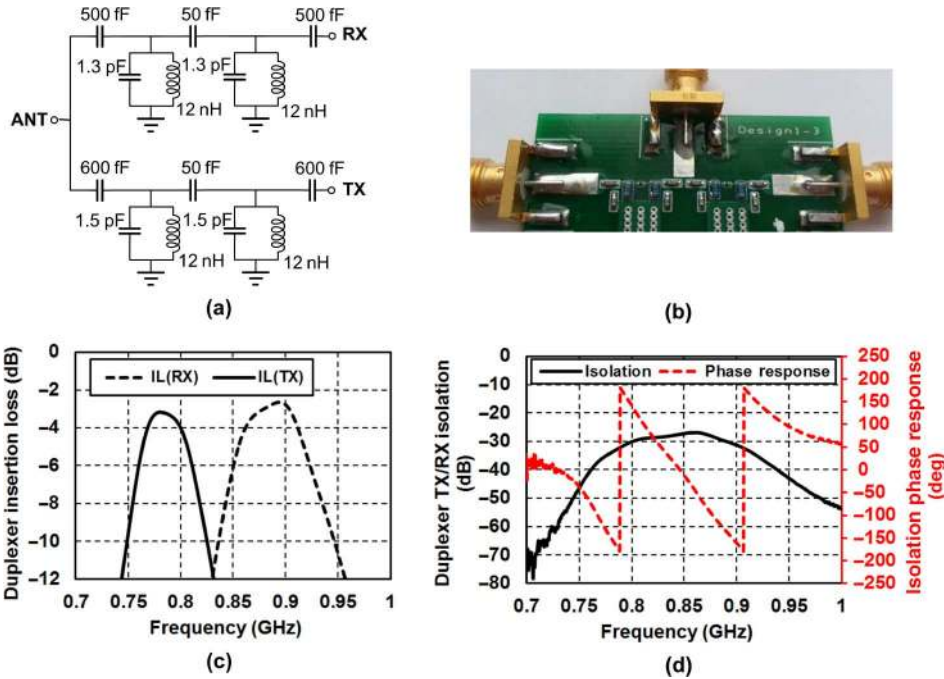 500 fF 50 fF 500 fF
RX
1.3 pF 1.3 pF
12 nH 12 nH
ANT
600 fF 50 fF 600 fF
TX
1.5 pF 1.5 pF
12 nH 12 nH
(a)
Design1-3
(b)
Duplexer insertion loss (dB)
0
−2
−4
−6
−8
−10
−12
IL(RX) IL(TX)
0.7 0.75 0.8 0.85 0.9 0.95 1
Frequency (GHz)
(c)
Duplexer TX/RX isolation
(dB)
0
−10
−20
−30
−40
−50
−60
−70
−80
Isolation Phase response
250
200
150
100
50
0
−50
−100
−150
−200
−250
Isolation phase response
(deg)
0.7 0.75 0.8 0.85 0.9 0.95 1
Frequency (GHz)
(d)